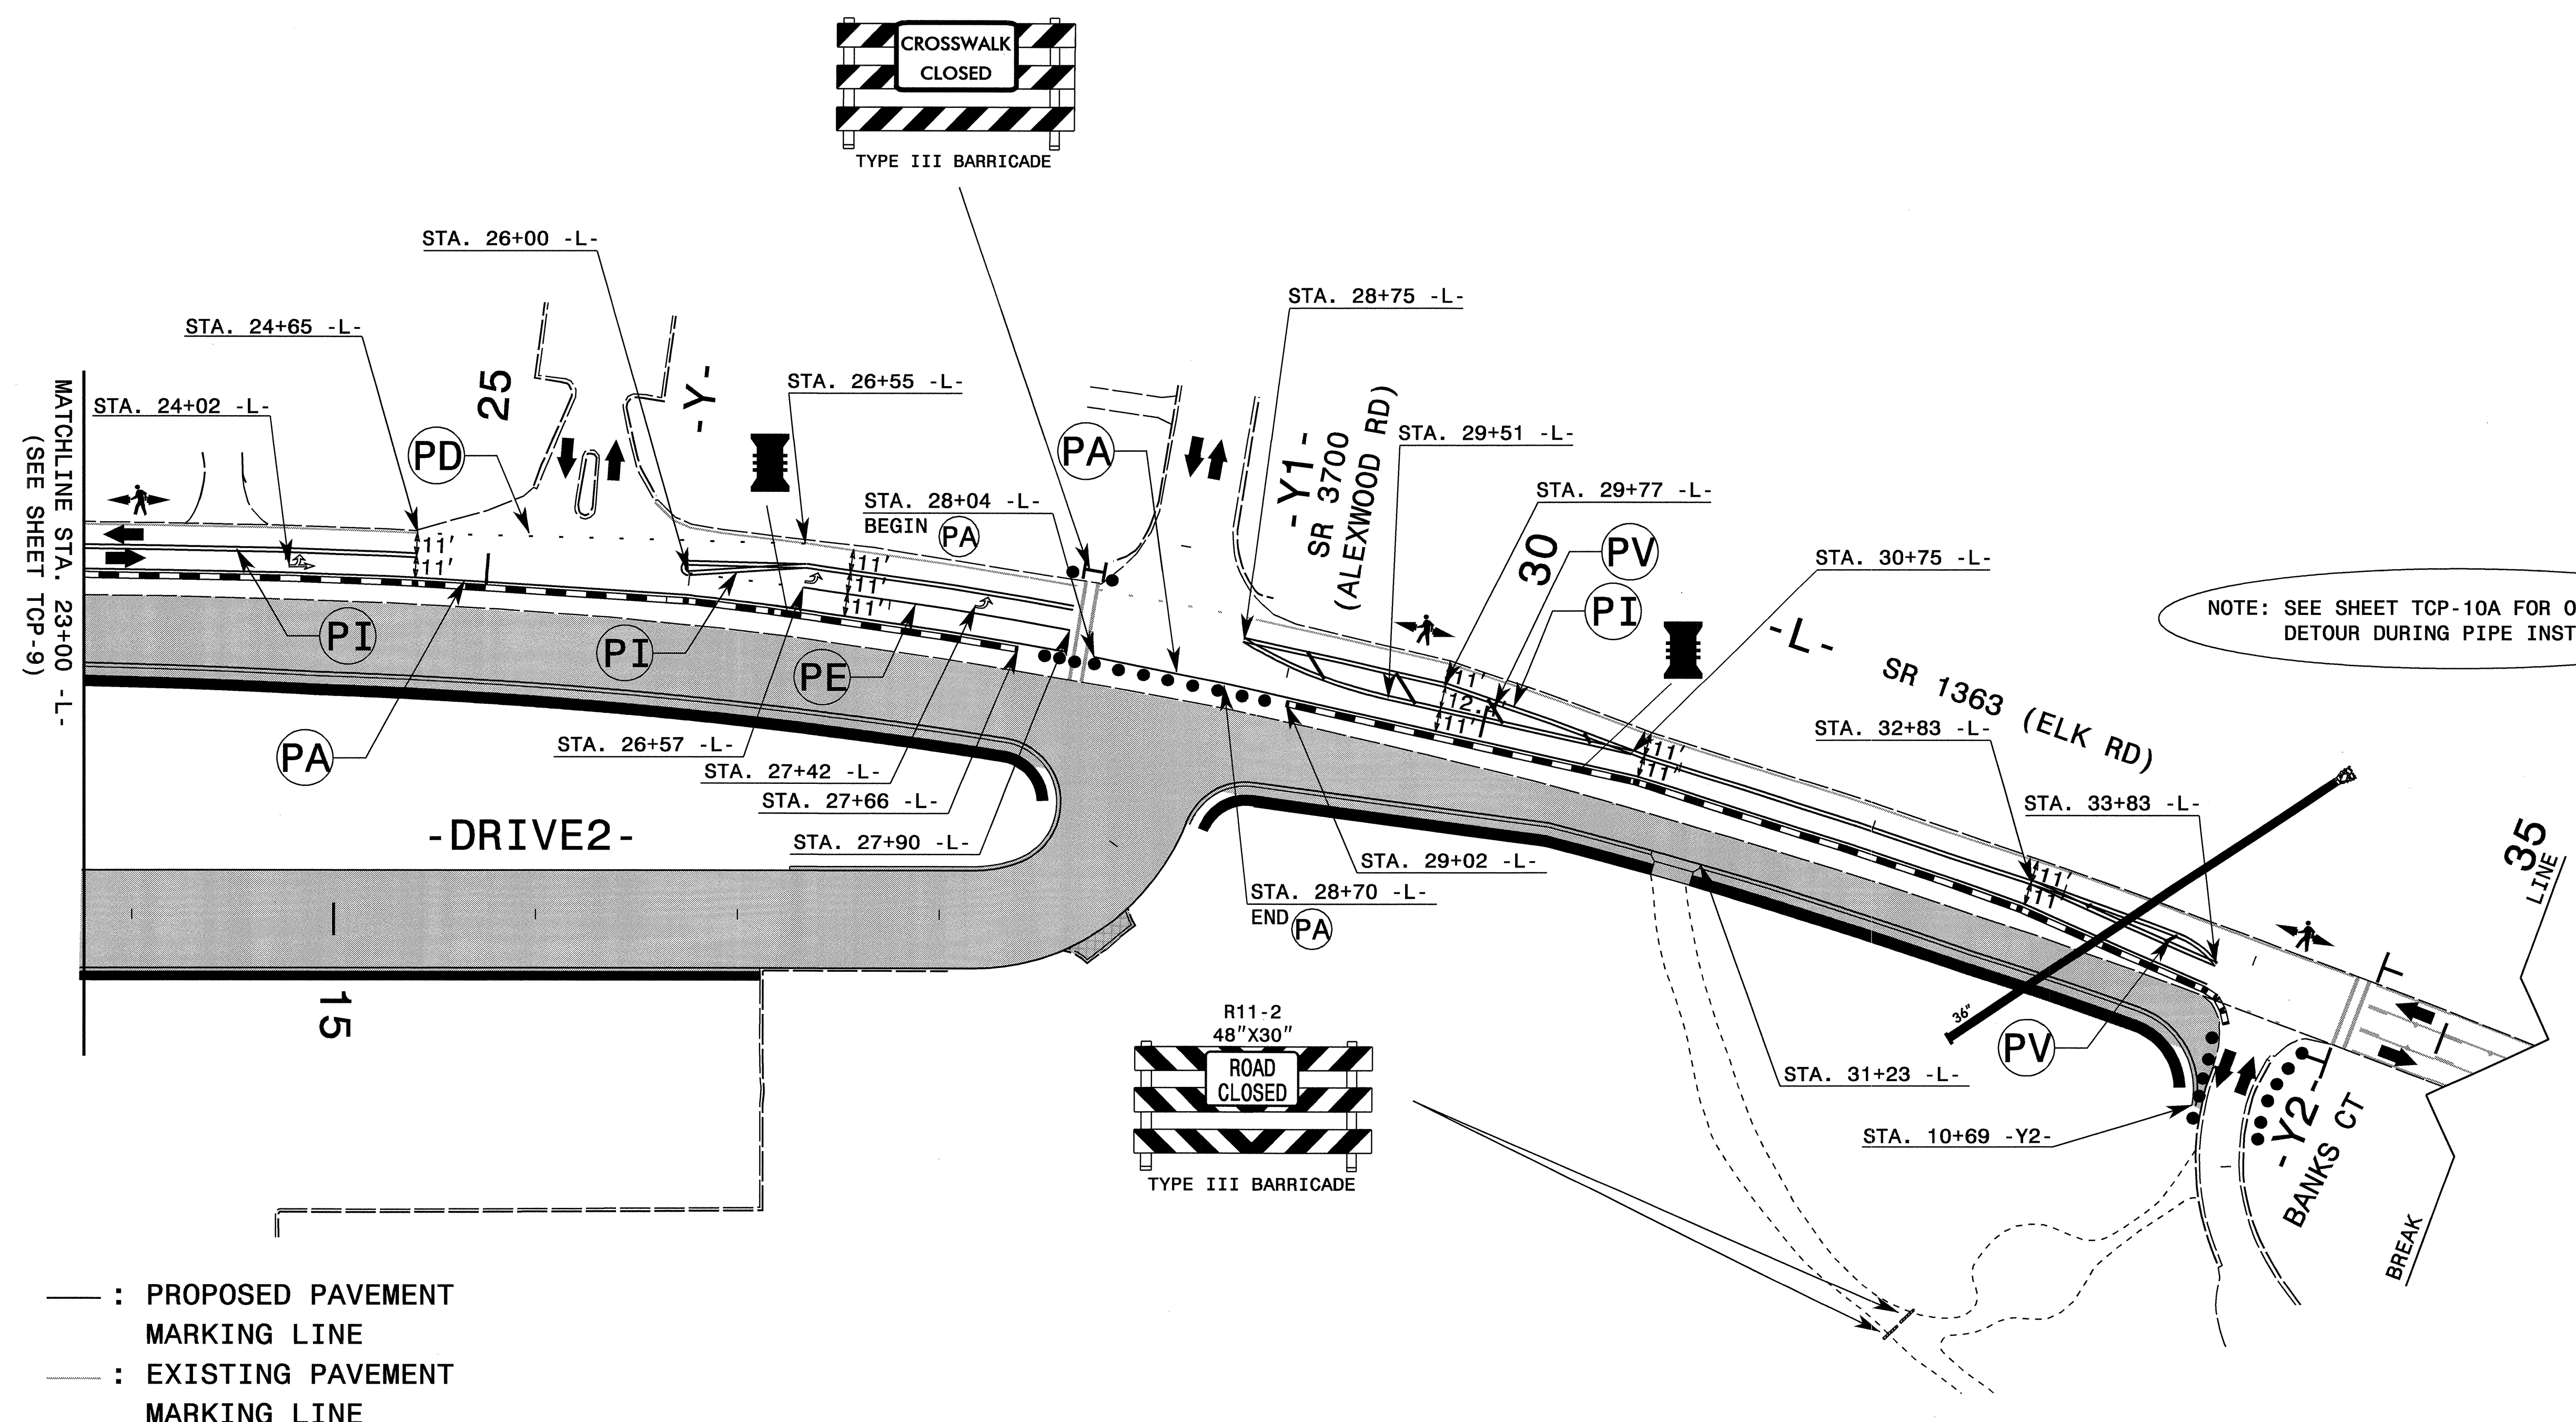 CROSSWALK
CLOSED
TYPE III BARRICADE
STA. 26+00 -L-
STA. 28+75 -L-
STA. 24+65 -L-
25
-Y-
STA. 26+55 -L-
STA. 24+02 -L-
MATCHLINE STA. 23+00 -L-
(SEE SHEET TCP-9)
PD
PA
-Y1-
SR 3700
(ALEXWOOD RD)
STA. 29+51 -L-
STA. 28+04 -L-
BEGIN PA
STA. 29+77 -L-
30
PV
PI
STA. 30+75 -L-
11'
11'
11'
11'
11'
PI
PI
PE
PA
-L-
SR 1363 (ELK RD)
NOTE: SEE SHEET TCP-10A FOR O
DETOUR DURING PIPE INST
11'
12.
11'
11'
11'
STA. 26+57 -L-
STA. 27+42 -L-
STA. 27+66 -L-
STA. 27+90 -L-
STA. 32+83 -L-
STA. 33+83 -L-
35
LINE
-DRIVE2-
STA. 29+02 -L-
STA. 28+70 -L-
END PA
11'
11'
15
R11-2
48"X30"
ROAD
CLOSED
TYPE III BARRICADE
36"
PV
STA. 31+23 -L-
STA. 10+69 -Y2-
-Y2-
BANKS CT
BREAK
: PROPOSED PAVEMENT
MARKING LINE
: EXISTING PAVEMENT
MARKING LINE